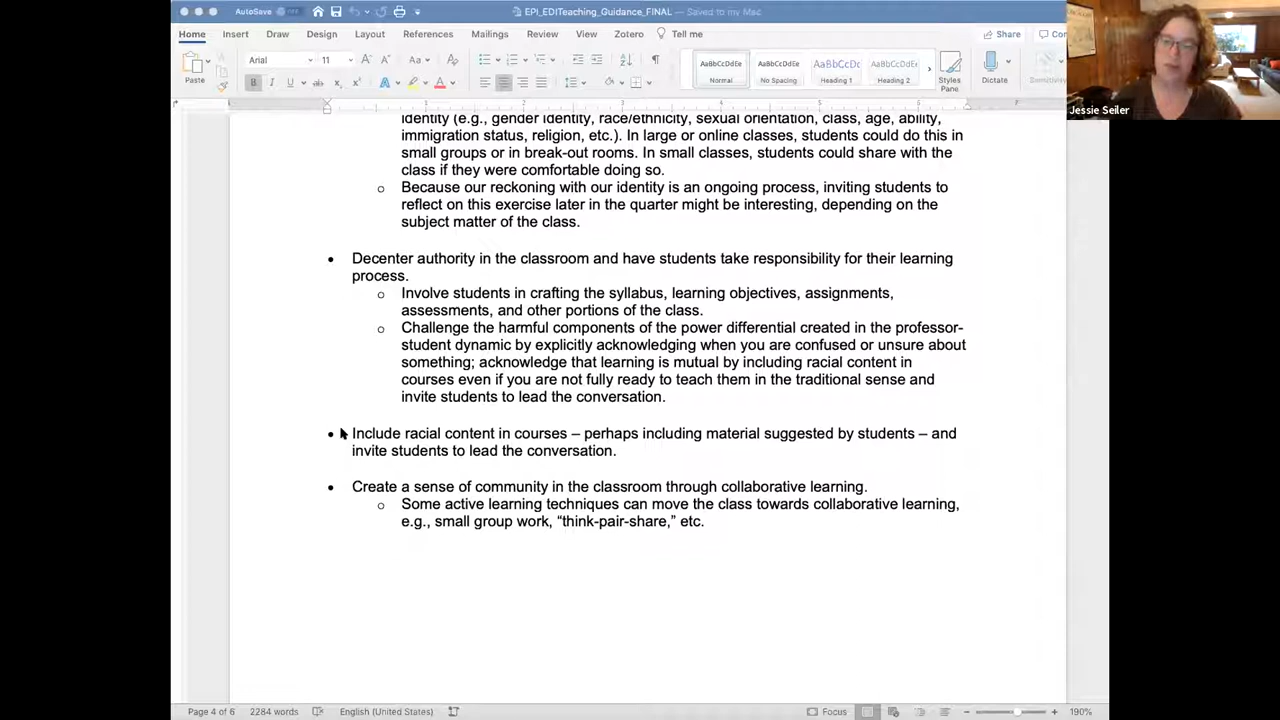 AutoSave
OFF
EPI_EDITeaching_Guidance_FINAL — Saved to my Mac
Home Insert Draw Design Layout References Mailings Review View Zotero Tell me Share
Paste
Arial 11
AaBbCcDdEe AaBbCcDdEe AaBbCcDc AaBbCcDdEe
Normal No Spacing Heading 1 Heading 2
Styles Pane
Dictate
Sensitivity
Jessie Seiler
identity (e.g., gender identity, race/ethnicity, sexual orientation, class, age, ability,
immigration status, religion, etc.). In large or online classes, students could do this in
small groups or in break-out rooms. In small classes, students could share with the
class if they were comfortable doing so.
o Because our reckoning with our identity is an ongoing process, inviting students to
reflect on this exercise later in the quarter might be interesting, depending on the
subject matter of the class.
• Decenter authority in the classroom and have students take responsibility for their learning
process.
o Involve students in crafting the syllabus, learning objectives, assignments,
assessments, and other portions of the class.
o Challenge the harmful components of the power differential created in the professor-
student dynamic by explicitly acknowledging when you are confused or unsure about
something; acknowledge that learning is mutual by including racial content in
courses even if you are not fully ready to teach them in the traditional sense and
invite students to lead the conversation.
• Include racial content in courses – perhaps including material suggested by students – and
invite students to lead the conversation.
• Create a sense of community in the classroom through collaborative learning.
o Some active learning techniques can move the class towards collaborative learning,
e.g., small group work, “think-pair-share,” etc.
Page 4 of 6 2284 words English (United States) Focus 190%